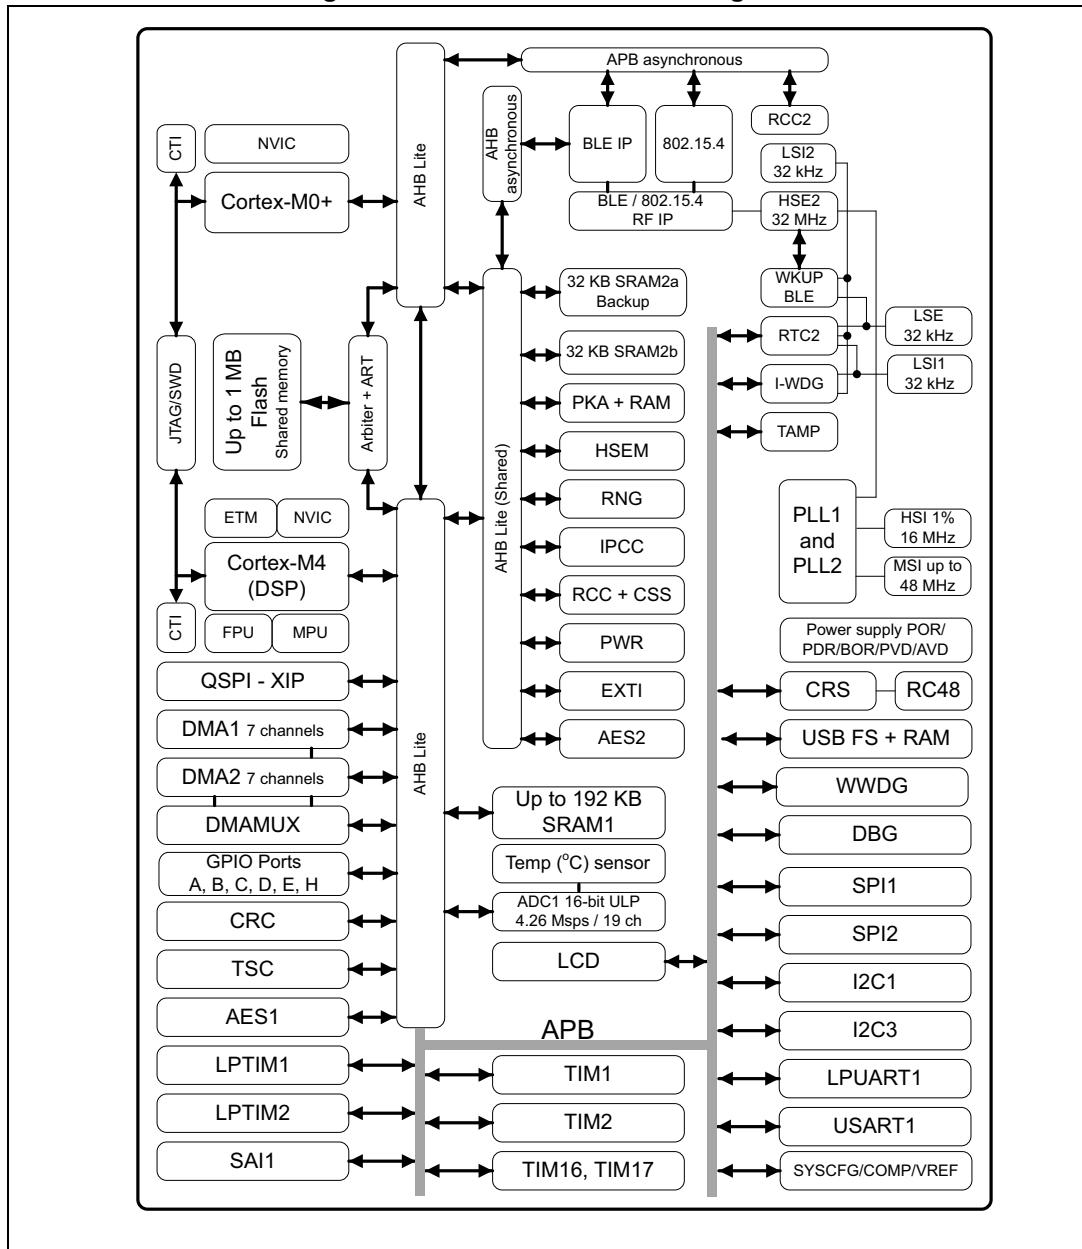 APB asynchronous
AHB Lite
AHB
asynchronous
BLE IP
802.15.4
RCC2
CTI
NVIC
Cortex-M0+
LSI2
32 kHz
BLE / 802.15.4
RF IP
HSE2
32 MHz
32 KB SRAM2a
Backup
WKUP
BLE
LSE
32 kHz
RTC2
32 KB SRAM2b
LSI1
32 kHz
I-WDG
JTAG/SWD
Up to 1 MB
Flash
Shared memory
Arbiter + ART
PKA + RAM
TAMP
HSEM
AHB Lite (Shared)
RNG
PLL1
and
PLL2
HSI 1%
16 MHz
MSI up to
48 MHz
ETM
NVIC
IPCC
Cortex-M4
(DSP)
RCC + CSS
CTI
FPU
MPU
PWR
Power supply POR/
PDR/BOR/PVD/AVD
QSPI - XIP
EXTI
CRS
RC48
DMA1 7 channels
AHB Lite
AES2
USB FS + RAM
DMA2 7 channels
WWDG
Up to 192 KB
SRAM1
DMAMUX
DBG
GPIO Ports
A, B, C, D, E, H
Temp (°C) sensor
SPI1
CRC
ADC1 16-bit ULP
4.26 Msps / 19 ch
SPI2
TSC
LCD
I2C1
AES1
APB
I2C3
LPTIM1
TIM1
LPUART1
LPTIM2
TIM2
USART1
SAI1
TIM16, TIM17
SYSCFG/COMP/VREF